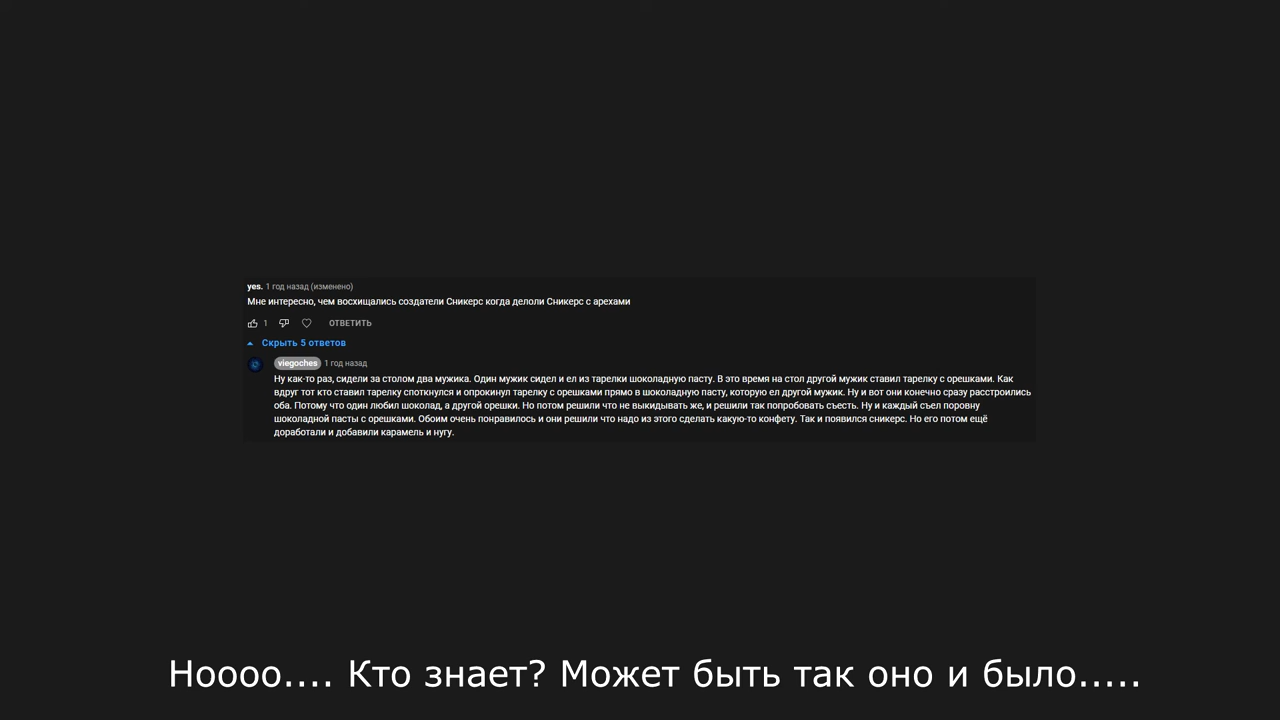 yes. 1 год назад (изменено)
Мне интересно, чем восхищались создатели Сникерс когда делоли Сникерс с арехами
1 ОТВЕТИТЬ
Скрыть 5 ответов
viegoches 1 год назад
Ну как-то раз, сидели за столом два мужика. Один мужик сидел и ел из тарелки шоколадную пасту. В это время на стол другой мужик ставил тарелку с орешками. Как
вдруг тот кто ставил тарелку споткнулся и опрокинул тарелку с орешками прямо в шоколадную пасту, которую ел другой мужик. Ну и вот они конечно сразу расстроились
оба. Потому что один любил шоколад, а другой орешки. Но потом решили что не выкидывать же, и решили так попробовать съесть. Ну и каждый съел поровну
шоколадной пасты с орешками. Обоим очень понравилось и они решили что надо из этого сделать какую-то конфету. Так и появился сникерс. Но его потом ещё
доработали и добавили карамель и нугу.
Ноооо.... Кто знает? Может быть так оно и было.....